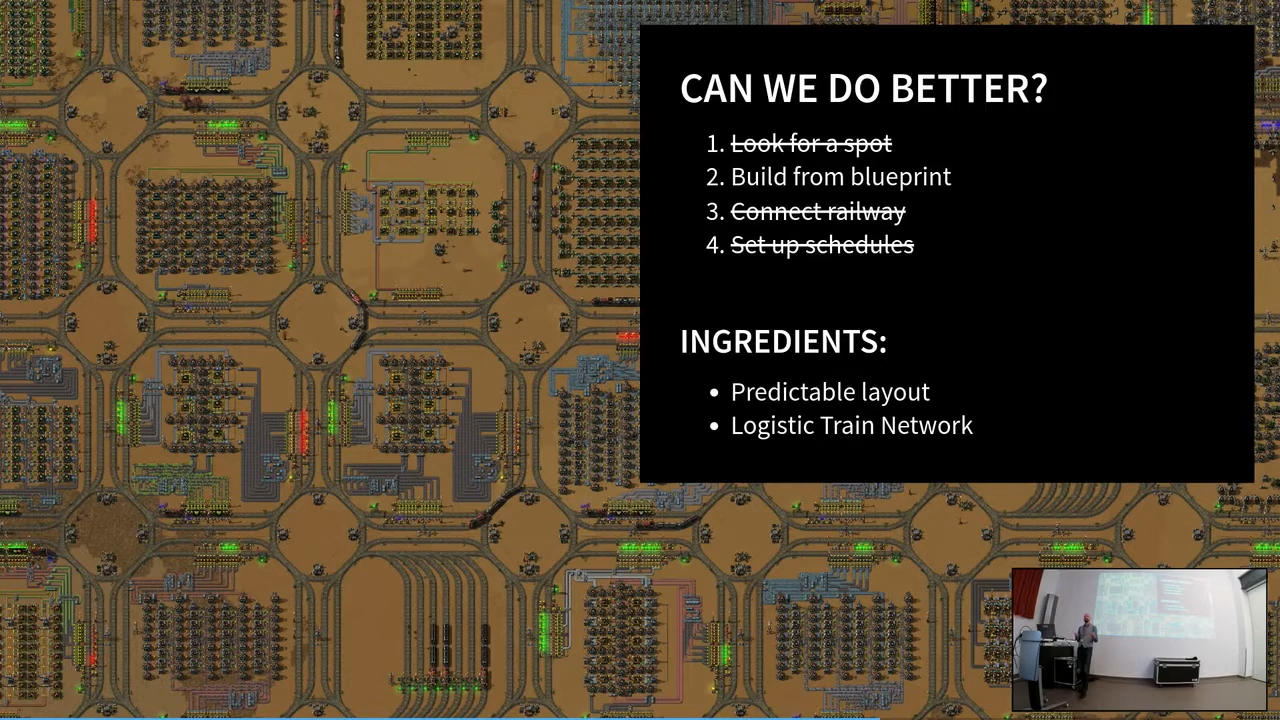 CAN WE DO BETTER?
1. Look for a spot
2. Build from blueprint
3. Connect railway
4. Set up schedules
INGREDIENTS:
• Predictable layout
• Logistic Train Network